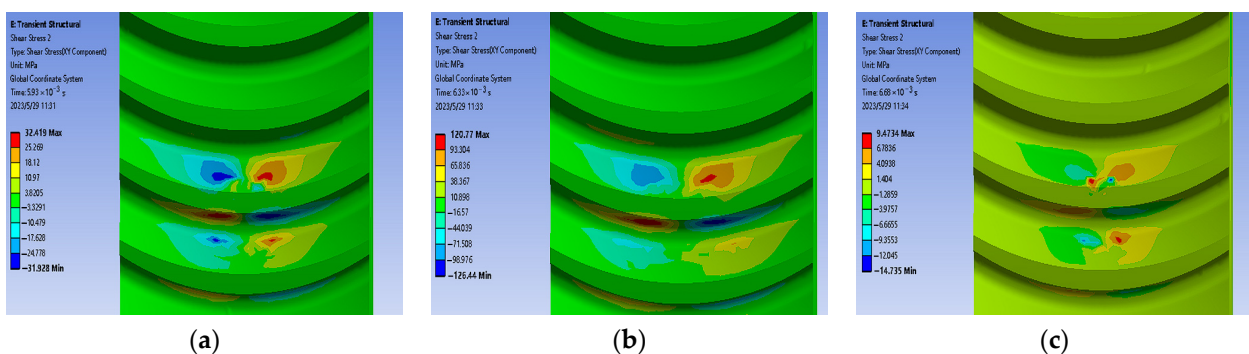 E: Transient Structural
Shear Stress 2
Type: Shear Stress(XY Component)
Unit: MPa
Global Coordinate System
Time: 5.93 × 10⁻³ s
2023/5/29 11:31
32.419 Max
25.269
18.12
10.97
3.8205
−3.3291
−10.479
−17.628
−24.778
−31.928 Min
(a)
E: Transient Structural
Shear Stress 2
Type: Shear Stress(XY Component)
Unit: MPa
Global Coordinate System
Time: 6.33 × 10⁻³ s
2023/5/29 11:33
120.77 Max
93.304
65.836
38.367
10.898
−1657
−44.039
−71.508
−98.976
−126.44 Min
(b)
E: Transient Structural
Shear Stress 2
Type: Shear Stress(XY Component)
Unit: MPa
Global Coordinate System
Time: 6.68 × 10⁻³ s
2023/5/29 11:34
9.4734 Max
6.7836
4.0938
1.404
−1.2859
−3.9757
−6.6655
−9.3553
−12.045
−14.735 Min
(c)